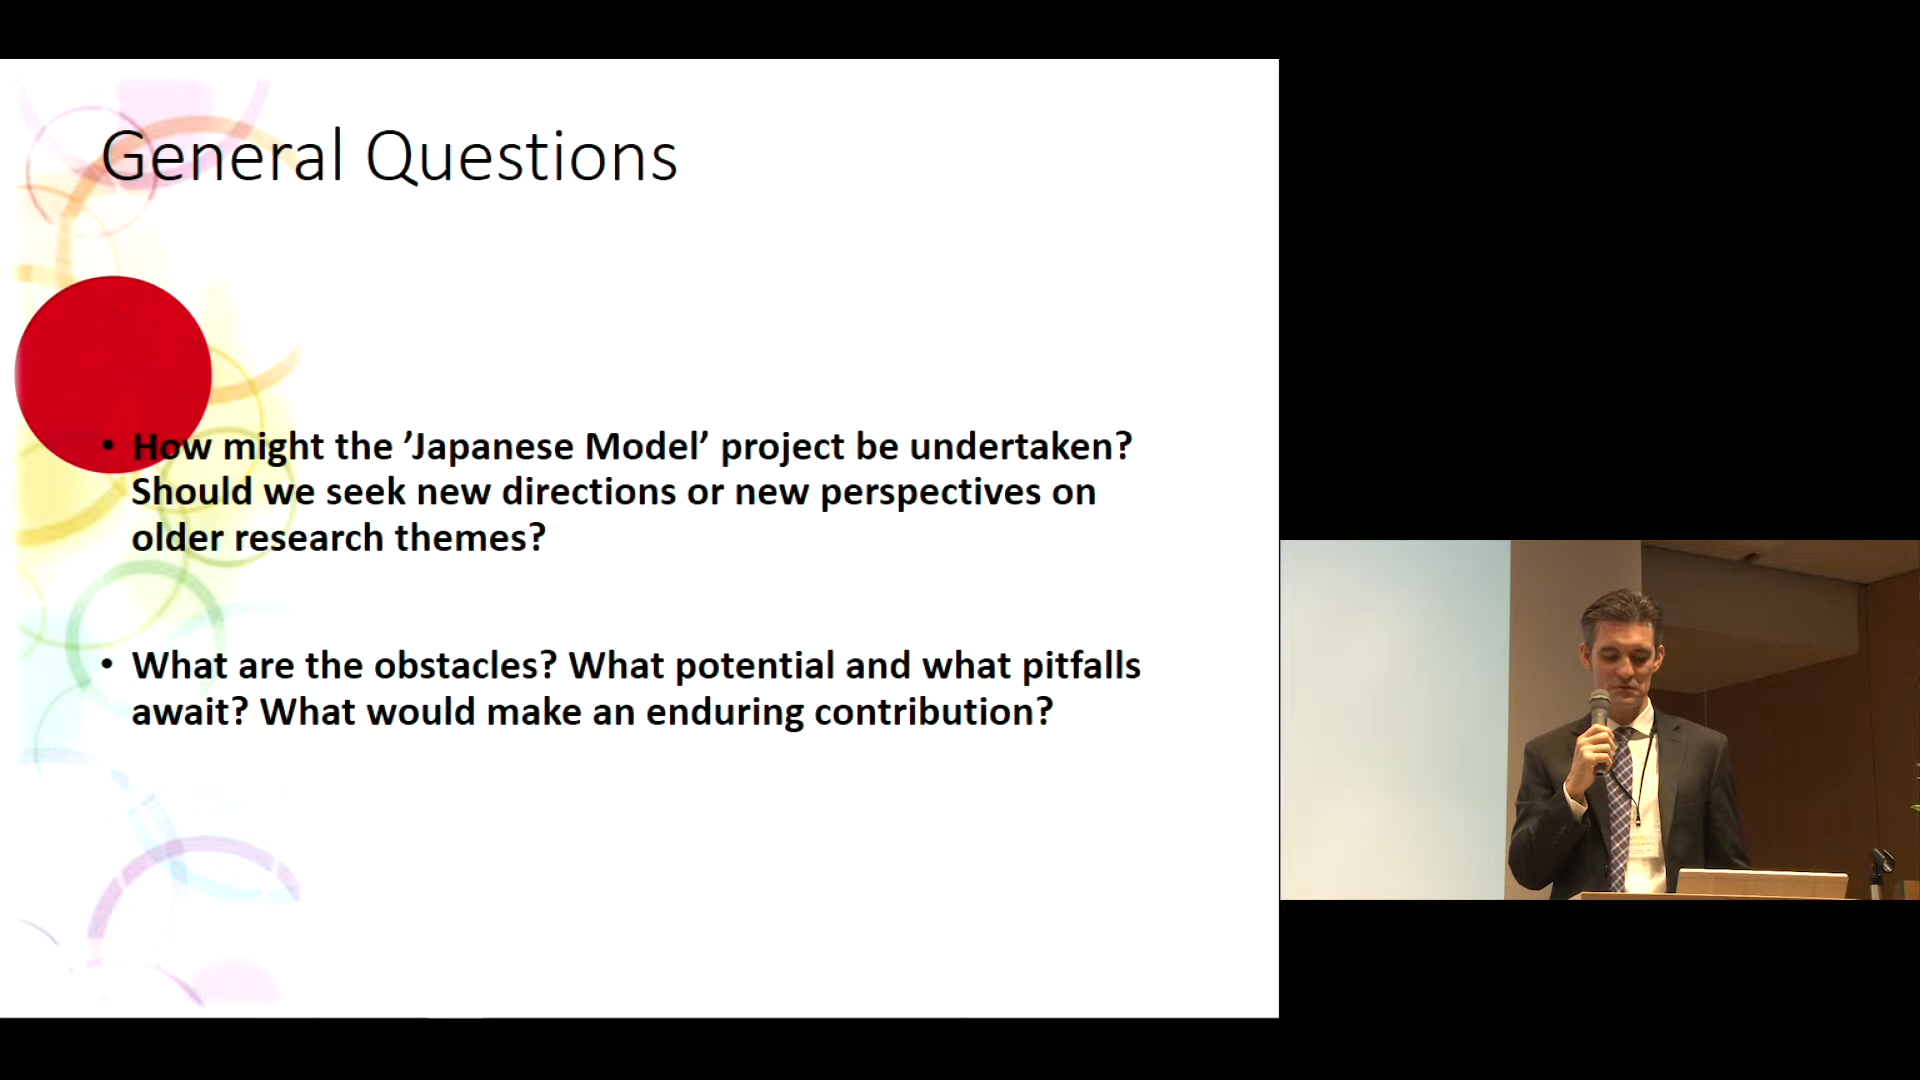 General Questions
• How might the ’Japanese Model’ project be undertaken?
Should we seek new directions or new perspectives on
older research themes?
• What are the obstacles? What potential and what pitfalls
await? What would make an enduring contribution?